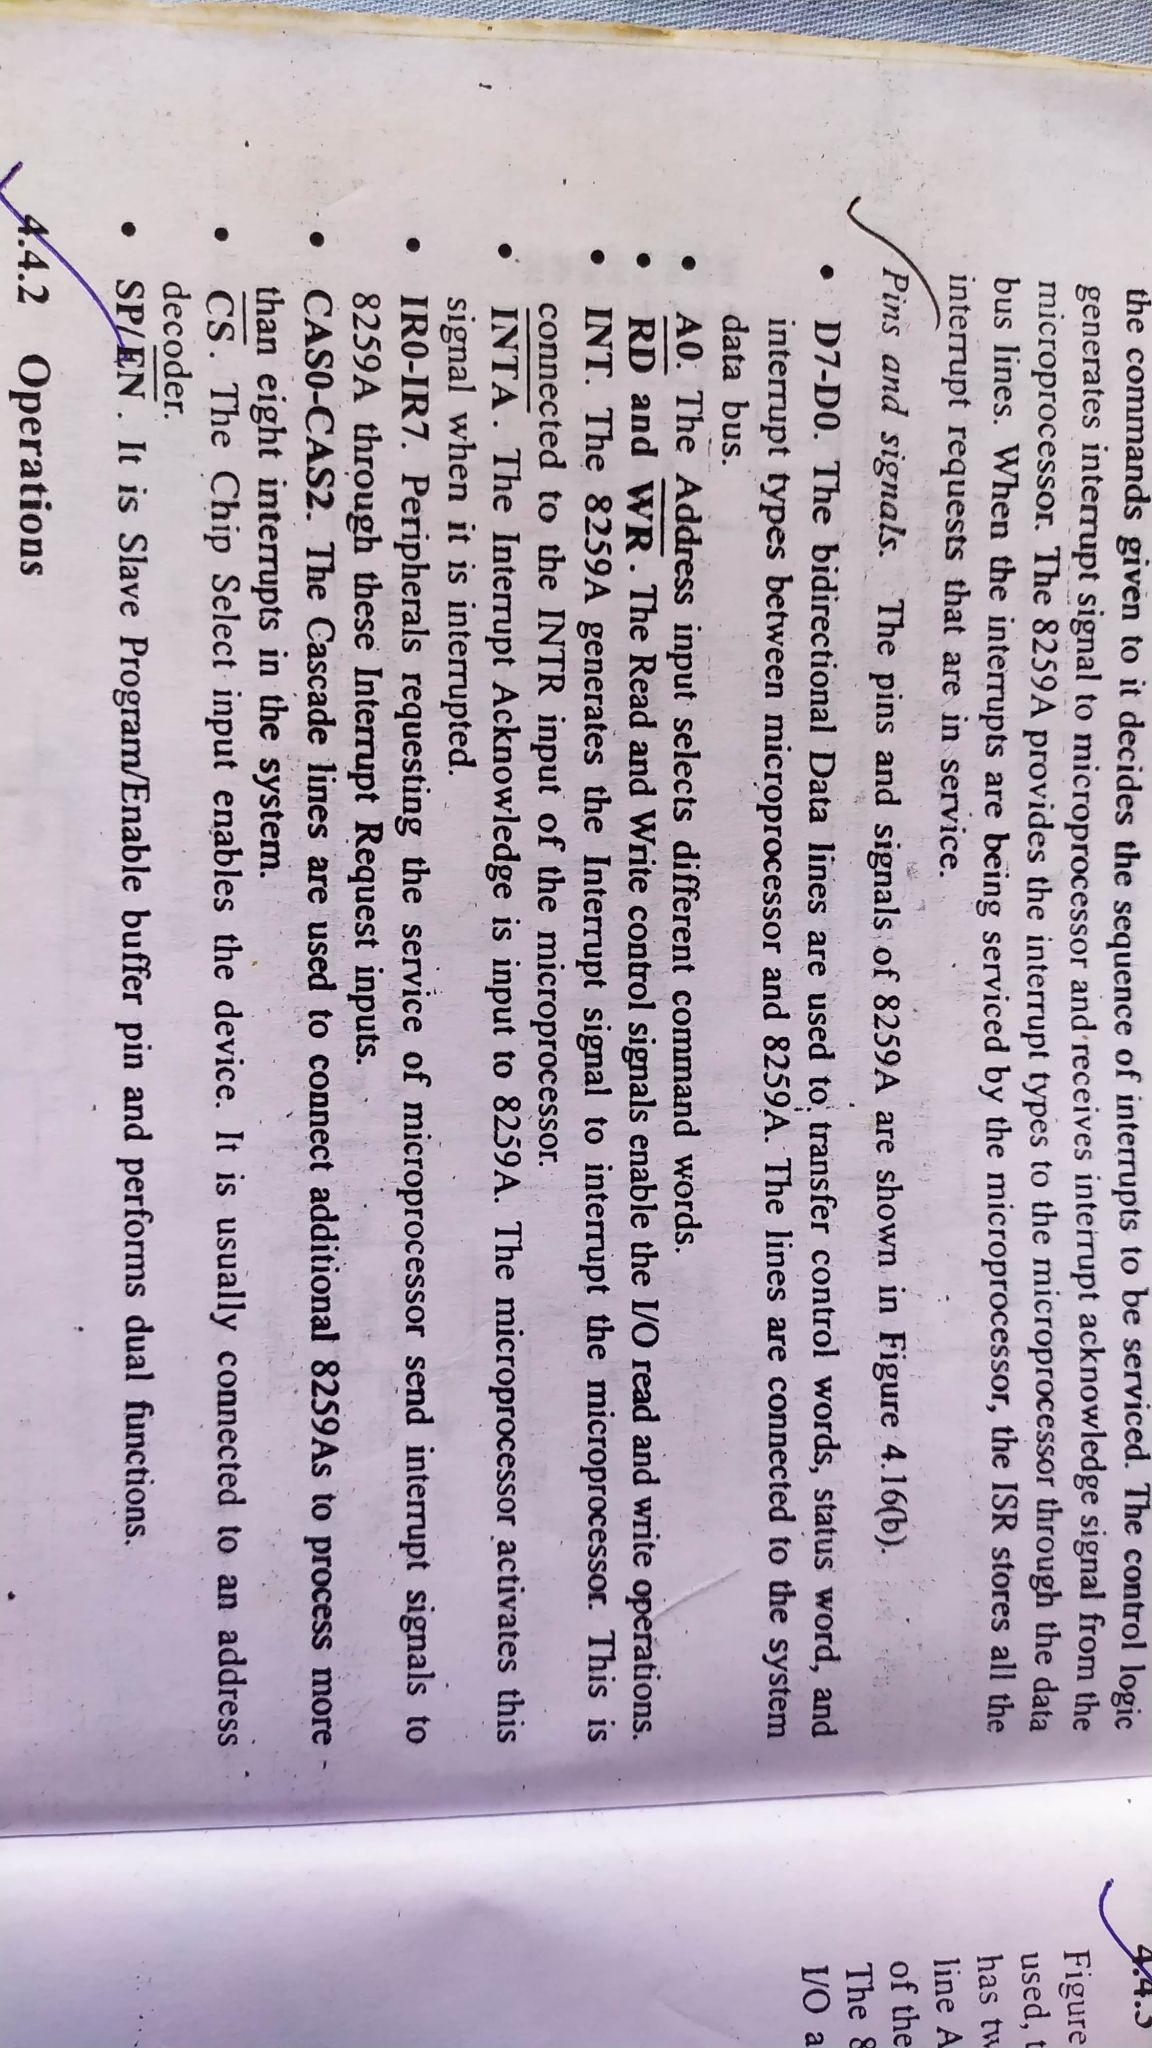 the commands given to it decides the sequence of interrupts to be serviced. The control logic
generates interrupt signal to microprocessor and receives interrupt acknowledge signal from the
microprocessor. The 8259A provides the interrupt types to the microprocessor through the data
bus lines. When the interrupts are being serviced by the microprocessor, the ISR stores all the
interrupt requests that are in service.
Pins and signals. The pins and signals of 8259A are shown in Figure 4.16(b).
• D7-D0. The bidirectional Data lines are used to transfer control words, status word, and
interrupt types between microprocessor and 8259A. The lines are connected to the system
data bus.
• A0. The Address input selects different command words.
• R̅D̅ and W̅R̅. The Read and Write control signals enable the I/O read and write operations.
• INT. The 8259A generates the Interrupt signal to interrupt the microprocessor. This is
connected to the INTR input of the microprocessor.
• I̅N̅T̅A̅. The Interrupt Acknowledge is input to 8259A. The microprocessor activates this
signal when it is interrupted.
• IR0-IR7. Peripherals requesting the service of microprocessor send interrupt signals to
8259A through these Interrupt Request inputs.
• CAS0-CAS2. The Cascade lines are used to connect additional 8259As to process more
than eight interrupts in the system.
• C̅S̅. The Chip Select input enables the device. It is usually connected to an address
decoder.
• SP/E̅N̅. It is Slave Program/Enable buffer pin and performs dual functions.
4.4.2 Operations
4.4.3
Figure
used, t
has tw
line A
of the
The 8
I/O a